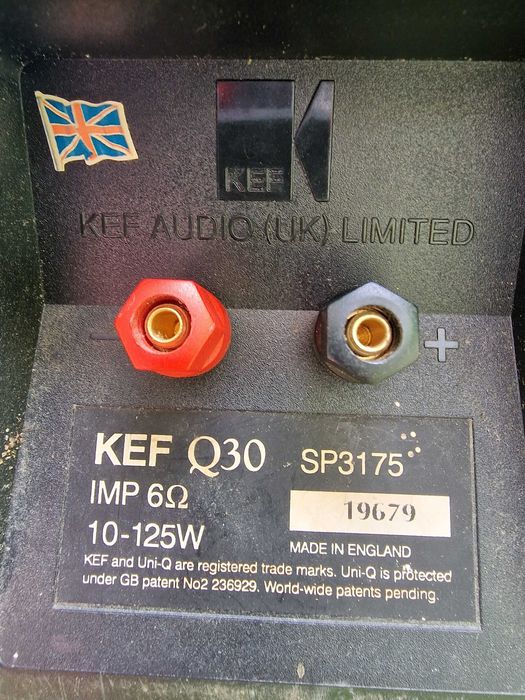 KEF
KEF AUDIO (UK) LIMITED
- +
KEF Q30 SP3175
IMP 6Ω
19679
10-125W
MADE IN ENGLAND
KEF and Uni-Q are registered trade marks. Uni-Q is protected
under GB patent No2 236929. World-wide patents pending.